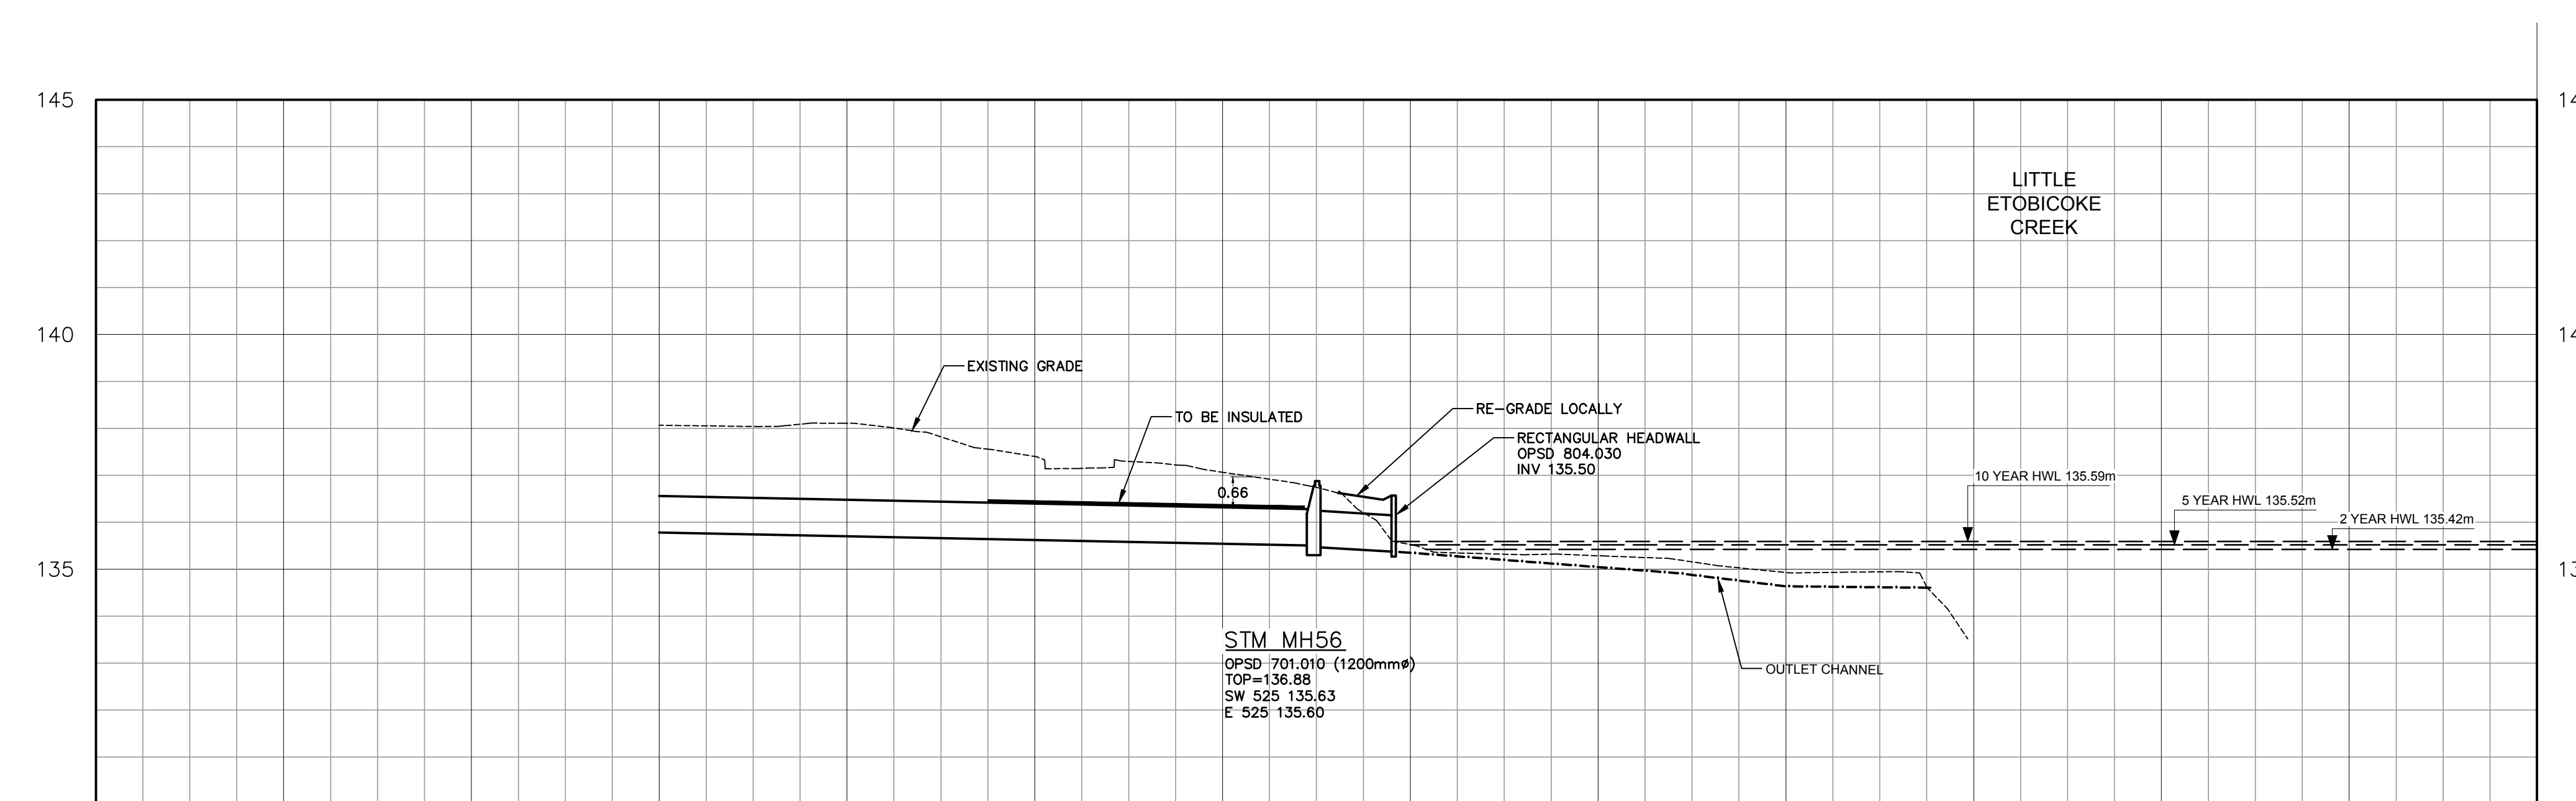 145
14
LITTLE
ETOBICOKE
CREEK
140
14
EXISTING GRADE
TO BE INSULATED
RE-GRADE LOCALLY
RECTANGULAR HEADWALL
OPSD 804.030
INV 135.50
0.66
10 YEAR HWL 135.59m
5 YEAR HWL 135.52m
2 YEAR HWL 135.42m
135
13
STM MH56
OPSD 701.010 (1200mmø)
TOP=136.88
SW 525 135.63
E 525 135.60
OUTLET CHANNEL